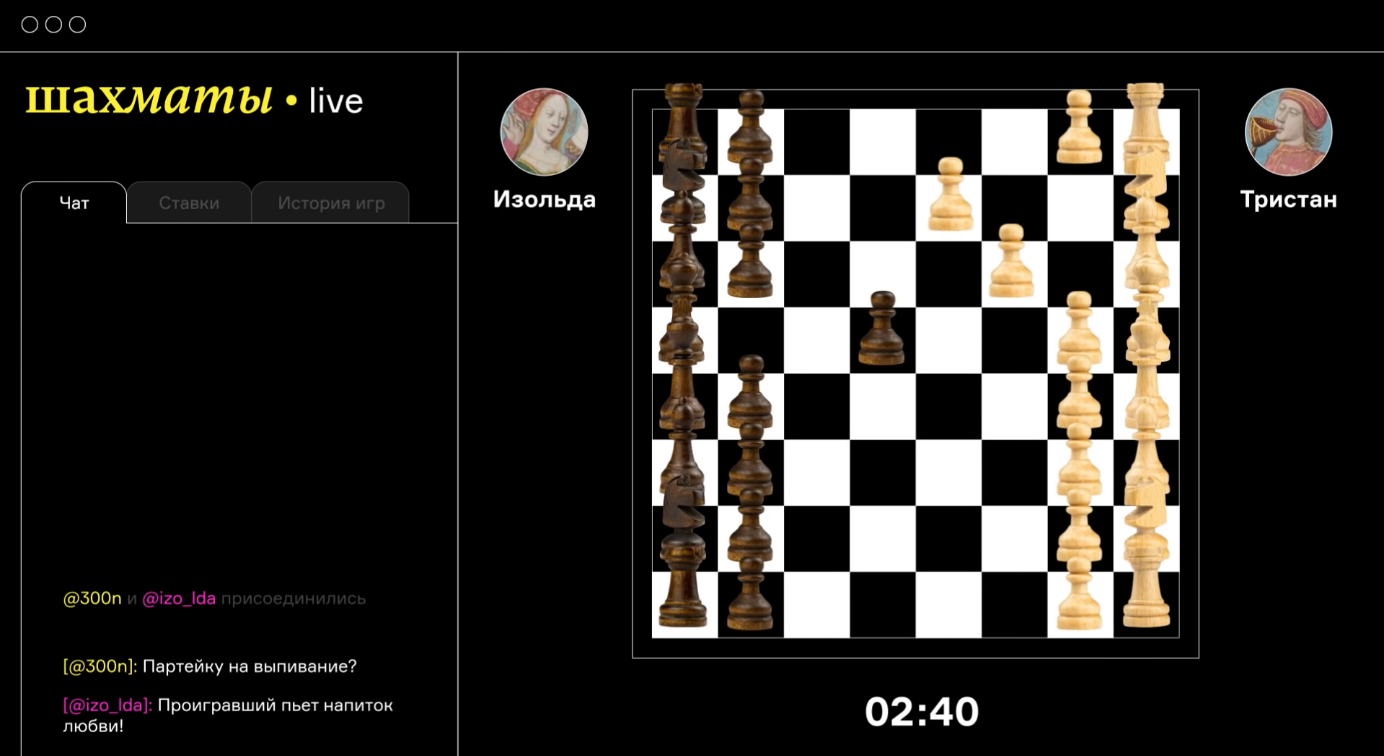 шахматы • live
Чат
Ставки
История игр
@300n и @izo_lda присоединились
[@300n]: Партейку на выпивание?
[@izo_lda]: Проигравший пьет напиток
любви!
Изольда
Тристан
02:40